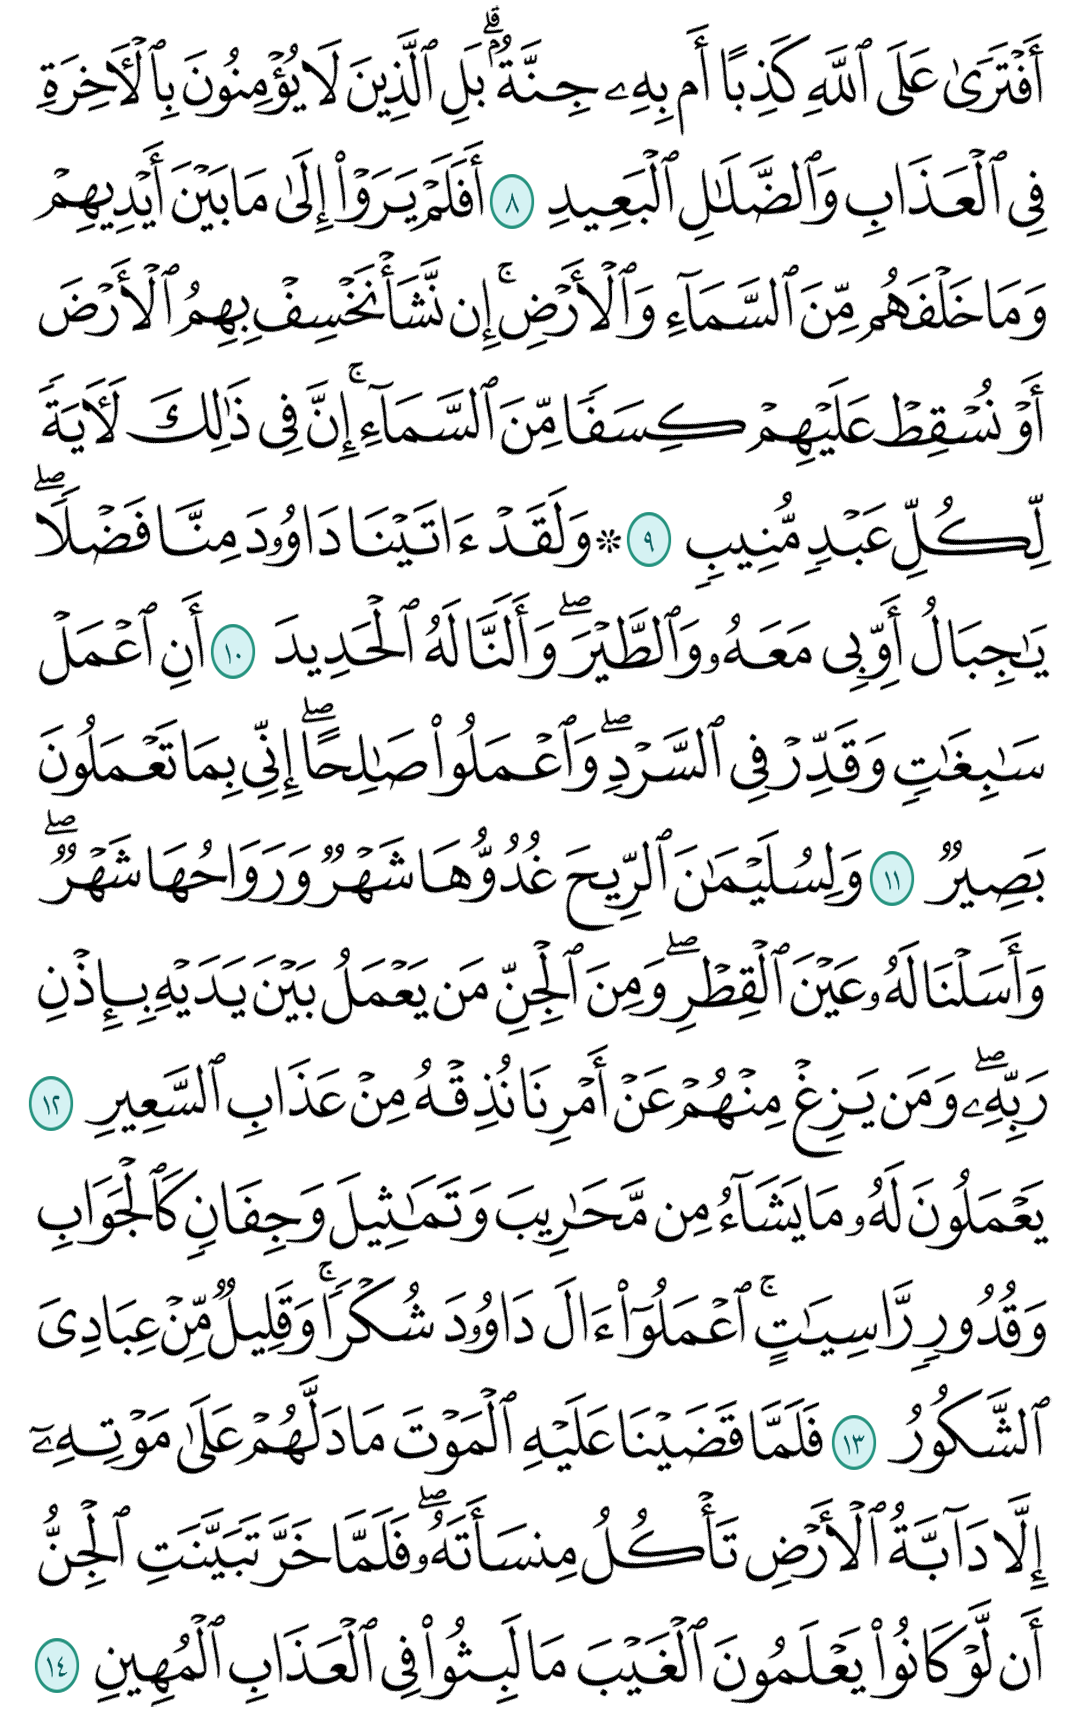 أَفۡتَرَىٰ عَلَى ٱللَّهِ كَذِبًا أَم بِهِۦ جِنَّةُۢۗ بَلِ ٱلَّذِينَ لَا يُؤۡمِنُونَ بِٱلۡأٓخِرَةِ
فِي ٱلۡعَذَابِ وَٱلضَّلَٰلِ ٱلۡبَعِيدِ ٨ أَفَلَمۡ يَرَوۡاْ إِلَىٰ مَا بَيۡنَ أَيۡدِيهِمۡ
وَمَا خَلۡفَهُم مِّنَ ٱلسَّمَآءِ وَٱلۡأَرۡضِۚ إِن نَّشَأۡ نَخۡسِفۡ بِهِمُ ٱلۡأَرۡضَ
أَوۡ نُسۡقِطۡ عَلَيۡهِمۡ كِسَفٗا مِّنَ ٱلسَّمَآءِۚ إِنَّ فِي ذَٰلِكَ لَأٓيَةٗ
لِّكُلِّ عَبۡدٖ مُّنِيبٖ ٩ ۞ وَلَقَدۡ ءَاتَيۡنَا دَاوُۥدَ مِنَّا فَضۡلٗاۖ
يَٰجِبَالُ أَوِّبِي مَعَهُۥ وَٱلطَّيۡرَۖ وَأَلَنَّا لَهُ ٱلۡحَدِيدَ ١٠ أَنِ ٱعۡمَلۡ
سَٰبِغَٰتٖ وَقَدِّرۡ فِي ٱلسَّرۡدِۖ وَٱعۡمَلُواْ صَٰلِحًاۖ إِنِّي بِمَا تَعۡمَلُونَ
بَصِيرٞ ١١ وَلِسُلَيۡمَٰنَ ٱلرِّيحَ غُدُوُّهَا شَهۡرٞ وَرَوَاحُهَا شَهۡرٞۖ
وَأَسَلۡنَا لَهُۥ عَيۡنَ ٱلۡقِطۡرِۖ وَمِنَ ٱلۡجِنِّ مَن يَعۡمَلُ بَيۡنَ يَدَيۡهِ بِإِذۡنِ
رَبِّهِۦۖ وَمَن يَزِغۡ مِنۡهُمۡ عَنۡ أَمۡرِنَا نُذِقۡهُ مِنۡ عَذَابِ ٱلسَّعِيرِ ١٢
يَعۡمَلُونَ لَهُۥ مَا يَشَآءُ مِن مَّحَٰرِيبَ وَتَمَٰثِيلَ وَجِفَانٖ كَٱلۡجَوَابِ
وَقُدُورٖ رَّاسِيَٰتٍۚ ٱعۡمَلُوٓاْ ءَالَ دَاوُۥدَ شُكۡرٗاۚ وَقَلِيلٞ مِّنۡ عِبَادِيَ
ٱلشَّكُورُ ١٣ فَلَمَّا قَضَيۡنَا عَلَيۡهِ ٱلۡمَوۡتَ مَا دَلَّهُمۡ عَلَىٰ مَوۡتِهِۦٓ
إِلَّا دَآبَّةُ ٱلۡأَرۡضِ تَأۡكُلُ مِنسَأَتَهُۥۖ فَلَمَّا خَرَّ تَبَيَّنَتِ ٱلۡجِنُّ
أَن لَّوۡ كَانُواْ يَعۡلَمُونَ ٱلۡغَيۡبَ مَا لَبِثُواْ فِي ٱلۡعَذَابِ ٱلۡمُهِينِ ١٤